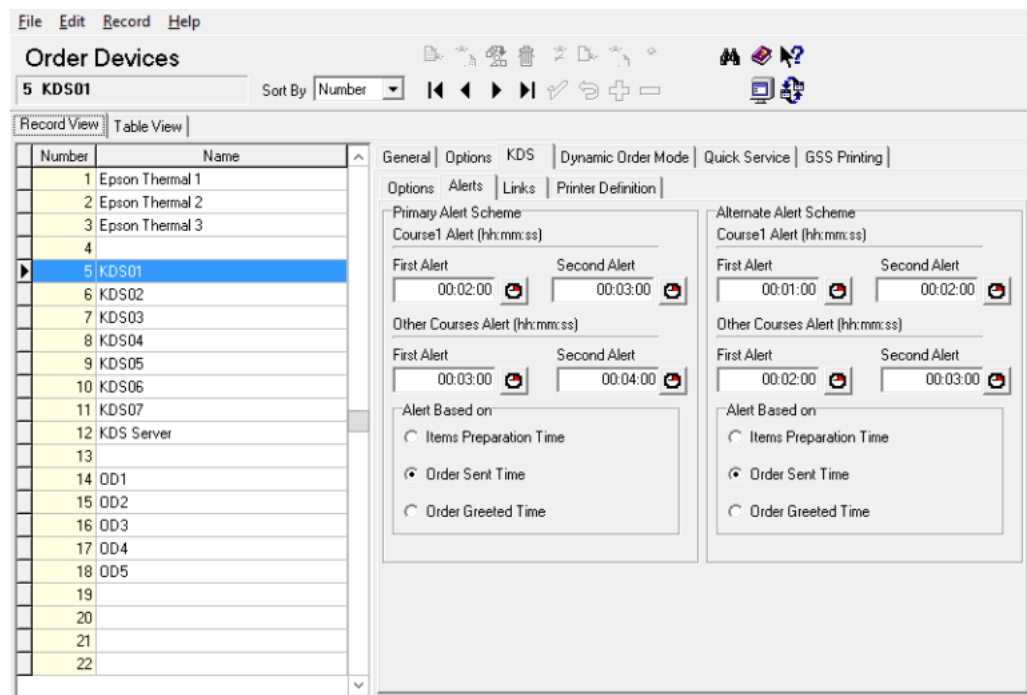 File Edit Record Help
Order Devices
5 KDS01
Sort By Number
Record View Table View
Number Name
1 Epson Thermal 1
2 Epson Thermal 2
3 Epson Thermal 3
4
5 KDS01
6 KDS02
7 KDS03
8 KDS04
9 KDS05
10 KDS06
11 KDS07
12 KDS Server
13
14 OD1
15 OD2
16 OD3
17 OD4
18 OD5
19
20
21
22
General Options KDS Dynamic Order Mode Quick Service GSS Printing
Options Alerts Links Printer Definition
Primary Alert Scheme
Course1 Alert (hh:mm:ss)
First Alert Second Alert
00:02:00 00:03:00
Other Courses Alert (hh:mm:ss)
First Alert Second Alert
00:03:00 00:04:00
Alert Based on
Items Preparation Time
Order Sent Time
Order Greeted Time
Alternate Alert Scheme
Course1 Alert (hh:mm:ss)
First Alert Second Alert
00:01:00 00:02:00
Other Courses Alert (hh:mm:ss)
First Alert Second Alert
00:02:00 00:03:00
Alert Based on
Items Preparation Time
Order Sent Time
Order Greeted Time